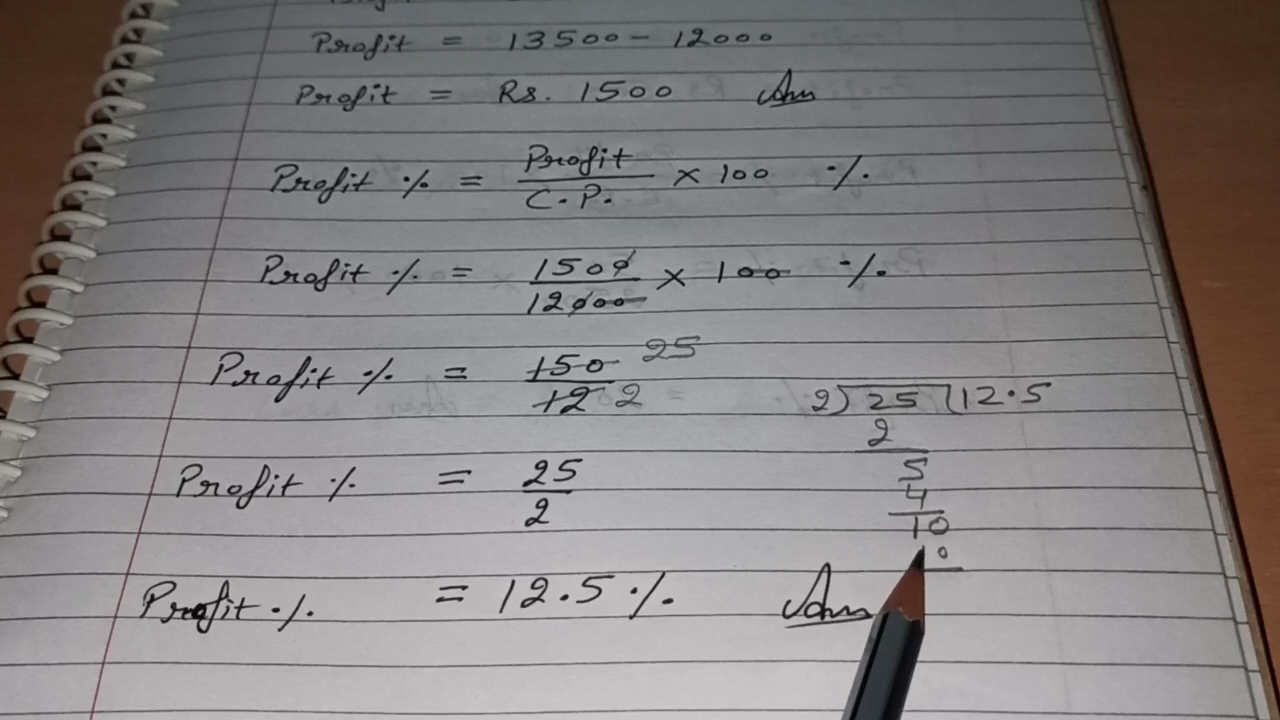 Profit = 13500 - 12000
Profit = Rs. 1500 Ans
Profit % = Profit / C.P. × 100 %
Profit % = 1500 / 12000 × 100 %
Profit % = 150 25 / 12 2
2) 25 (12.5
2
5
4
10
10
Profit % = 25 / 2
Profit % = 12.5 % Ans